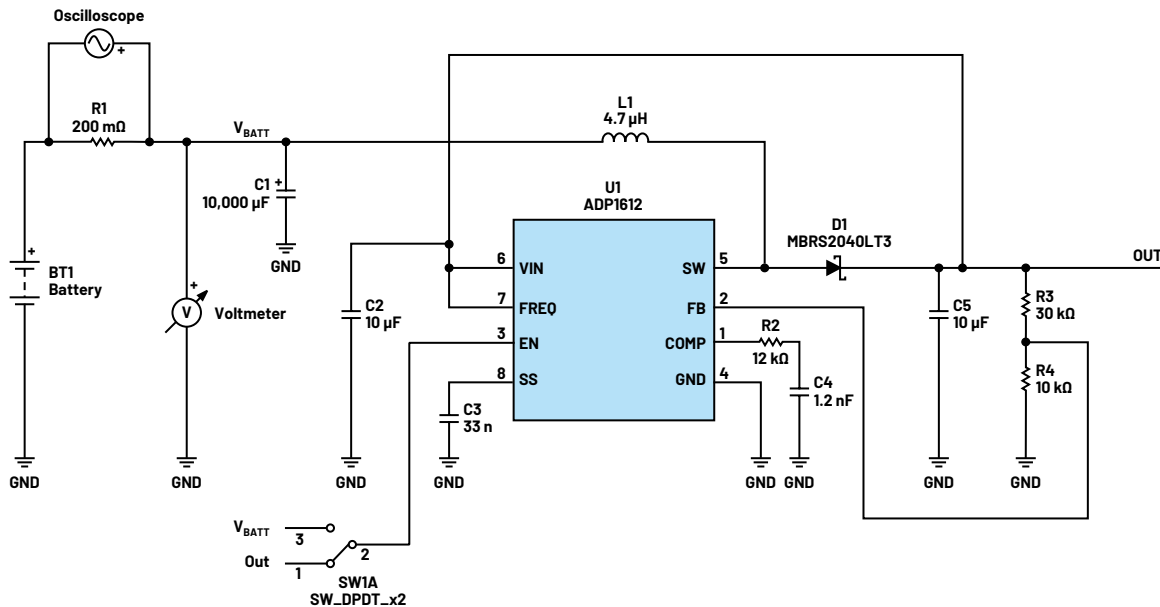 Oscilloscope
+
R1
200 mΩ
V_BATT
L1
4.7 µH
C1
+
10,000 µF
GND
U1
ADP1612
D1
MBRS2040LT3
OUT
+
BT1
Battery
+
V
Voltmeter
C2
10 µF
6
VIN
SW
5
7
FREQ
FB
2
3
EN
COMP
1
8
SS
GND
4
R2
12 kΩ
C3
33 n
C4
1.2 nF
C5
10 µF
R3
30 kΩ
R4
10 kΩ
GND
GND
GND
GND
GND
GND
GND
GND
V_BATT
3
2
Out
1
SW1A
SW_DPDT_x2